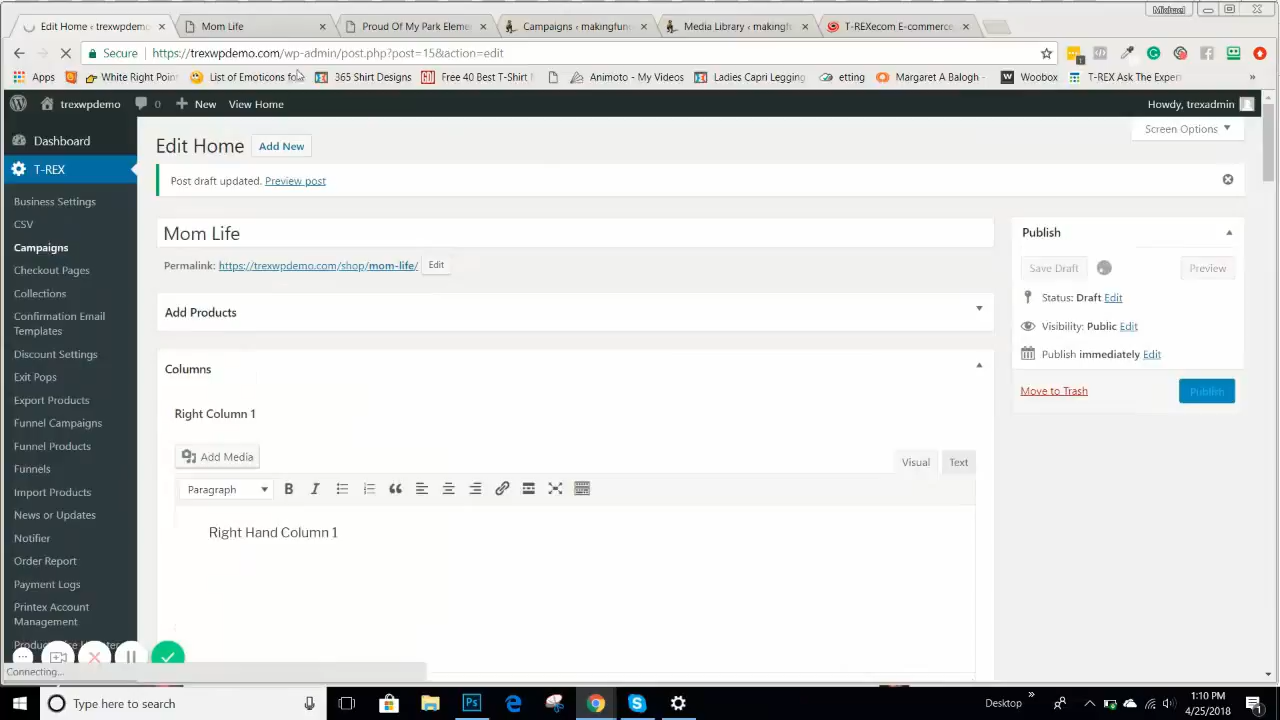 Michael
Edit Home ‹ trexwpdemo
Mom Life
Proud Of My Park Eleme
Campaigns ‹ makingfun
Media Library ‹ makingf
T-REXecom E-commerce
Secure
https://trexwpdemo.com/wp-admin/post.php?post=15&action=edit
Apps
White Right Poin
List of Emoticons
365 Shirt Designs
Free 40 Best T-Shirt
Animoto - My Videos
Ladies Capri Legging
etting
Margaret A Balogh -
Woobox
T-REX Ask The Exper
»
trexwpdemo
0
New
View Home
Howdy, trexadmin
Screen Options
Dashboard
T-REX
Business Settings
CSV
Campaigns
Checkout Pages
Collections
Confirmation Email
Templates
Discount Settings
Exit Pops
Export Products
Funnel Campaigns
Funnel Products
Funnels
Import Products
News or Updates
Notifier
Order Report
Payment Logs
Printex Account
Management
Edit Home
Add New
Post draft updated. Preview post
Mom Life
Permalink: https://trexwpdemo.com/shop/mom-life/ Edit
Add Products
Columns
Right Column 1
Add Media
Visual
Text
Paragraph
B
I
Right Hand Column 1
Publish
Save Draft
Preview
Status: Draft Edit
Visibility: Public Edit
Publish immediately Edit
Move to Trash
Publish
Connecting...
Type here to search
Ps
Desktop
»
1:10 PM
4/25/2018
1